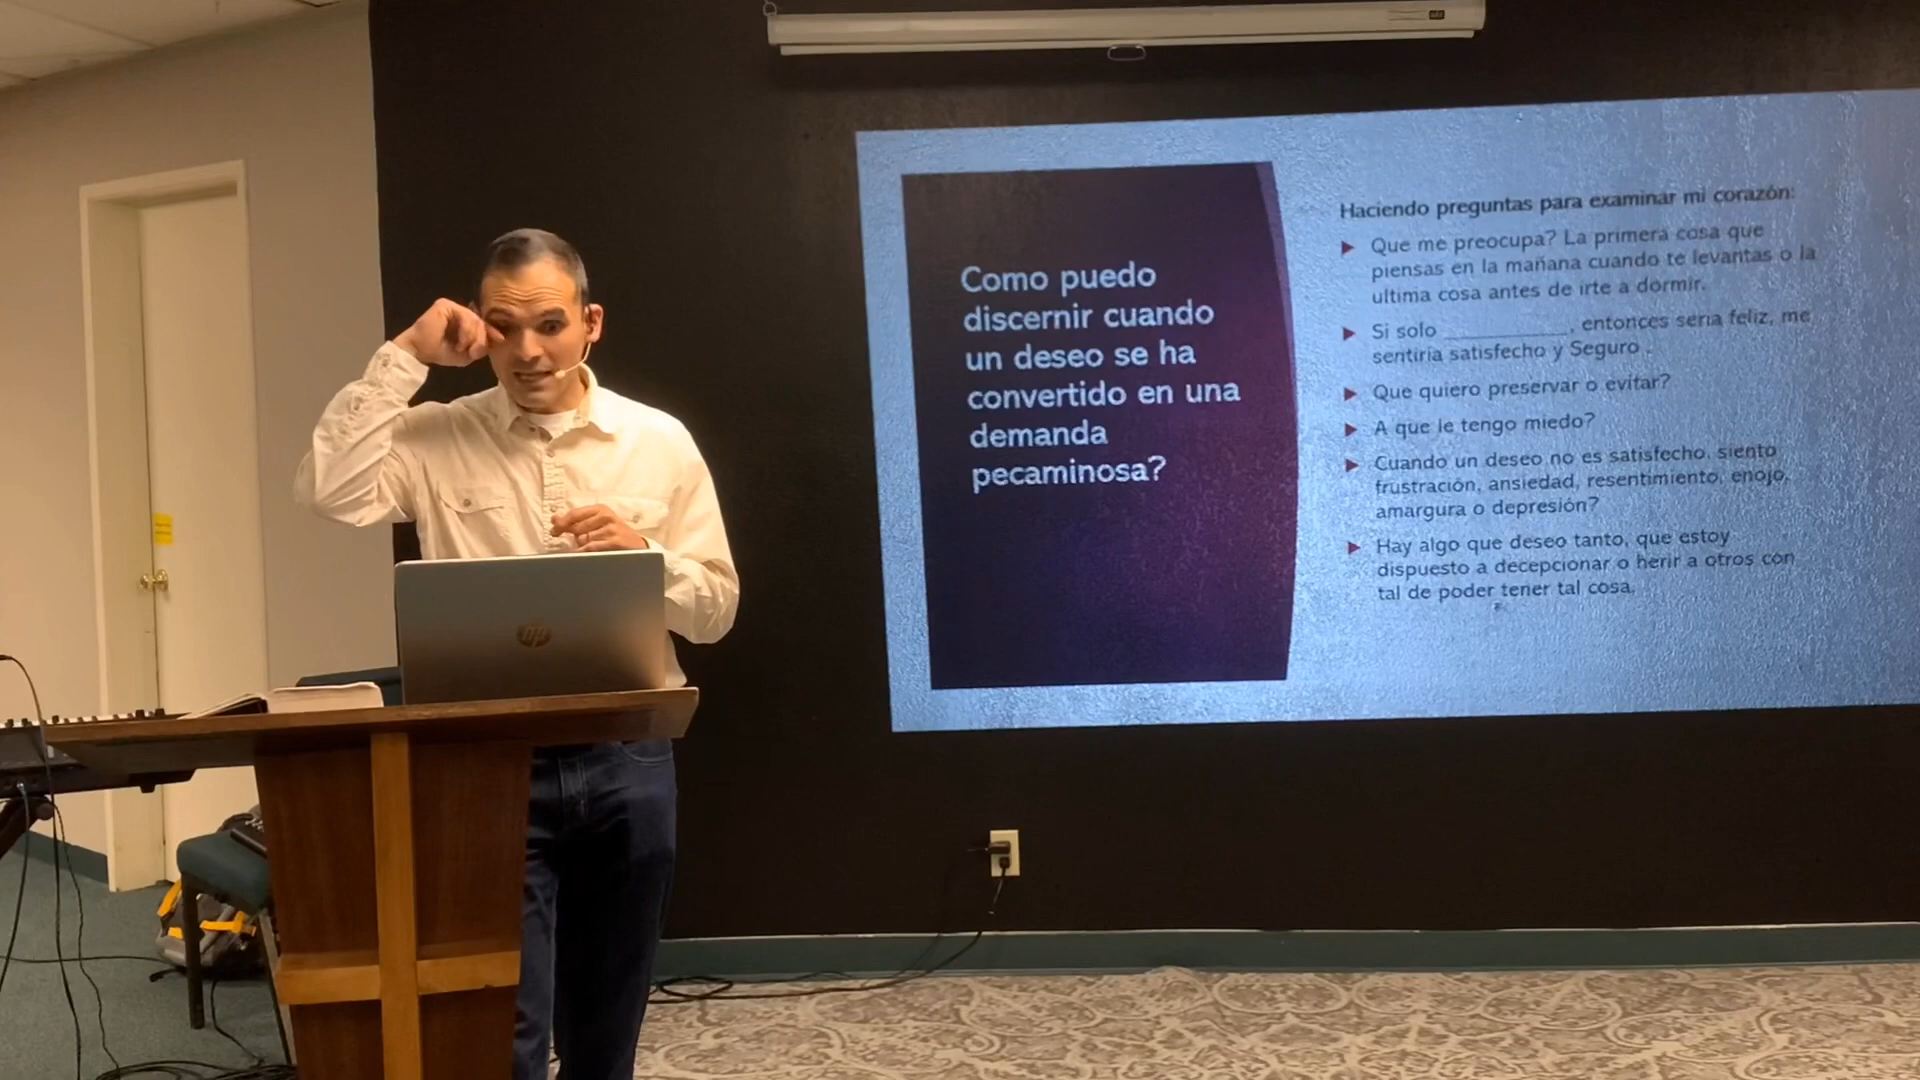 Como puedo
discernir cuando
un deseo se ha
convertido en una
demanda
pecaminosa?
Haciendo preguntas para examinar mi corazón:
Que me preocupa? La primera cosa que
piensas en la mañana cuando te levantas o la
ultima cosa antes de irte a dormir.
Si solo ___________, entonces seria feliz, me
sentiria satisfecho y Seguro .
Que quiero preservar o evitar?
A que le tengo miedo?
Cuando un deseo no es satisfecho, siento
frustración, ansiedad, resentimiento, enojo,
amargura o depresión?
Hay algo que deseo tanto, que estoy
dispuesto a decepcionar o herir a otros con
tal de poder tener tal cosa.
hp